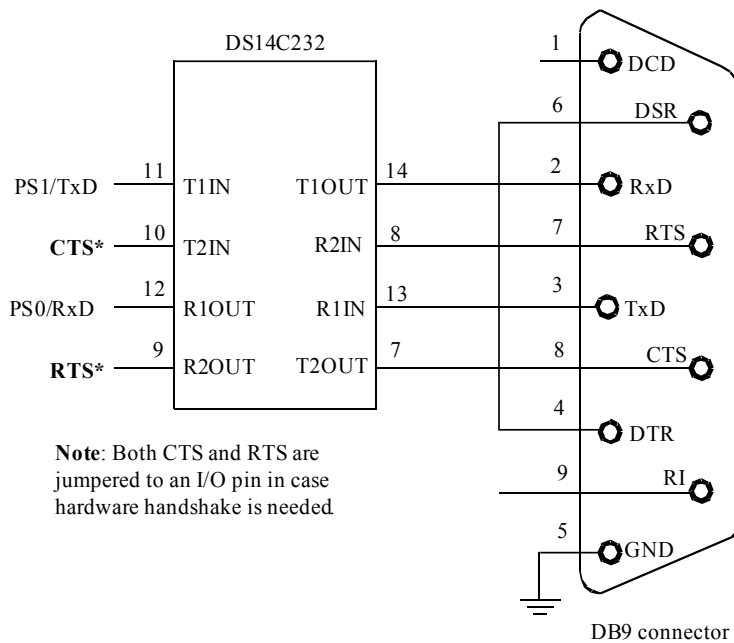 DS14C232
1
DCD
6
DSR
PS1/TxD
11
T1IN
T1OUT
14
2
RxD
CTS*
10
T2IN
R2IN
8
7
RTS
PS0/RxD
12
R1OUT
R1IN
13
3
TxD
RTS*
9
R2OUT
T2OUT
7
8
CTS
4
DTR
Note: Both CTS and RTS are
jumpered to an I/O pin in case
hardware handshake is needed.
9
RI
5
GND
DB9 connector